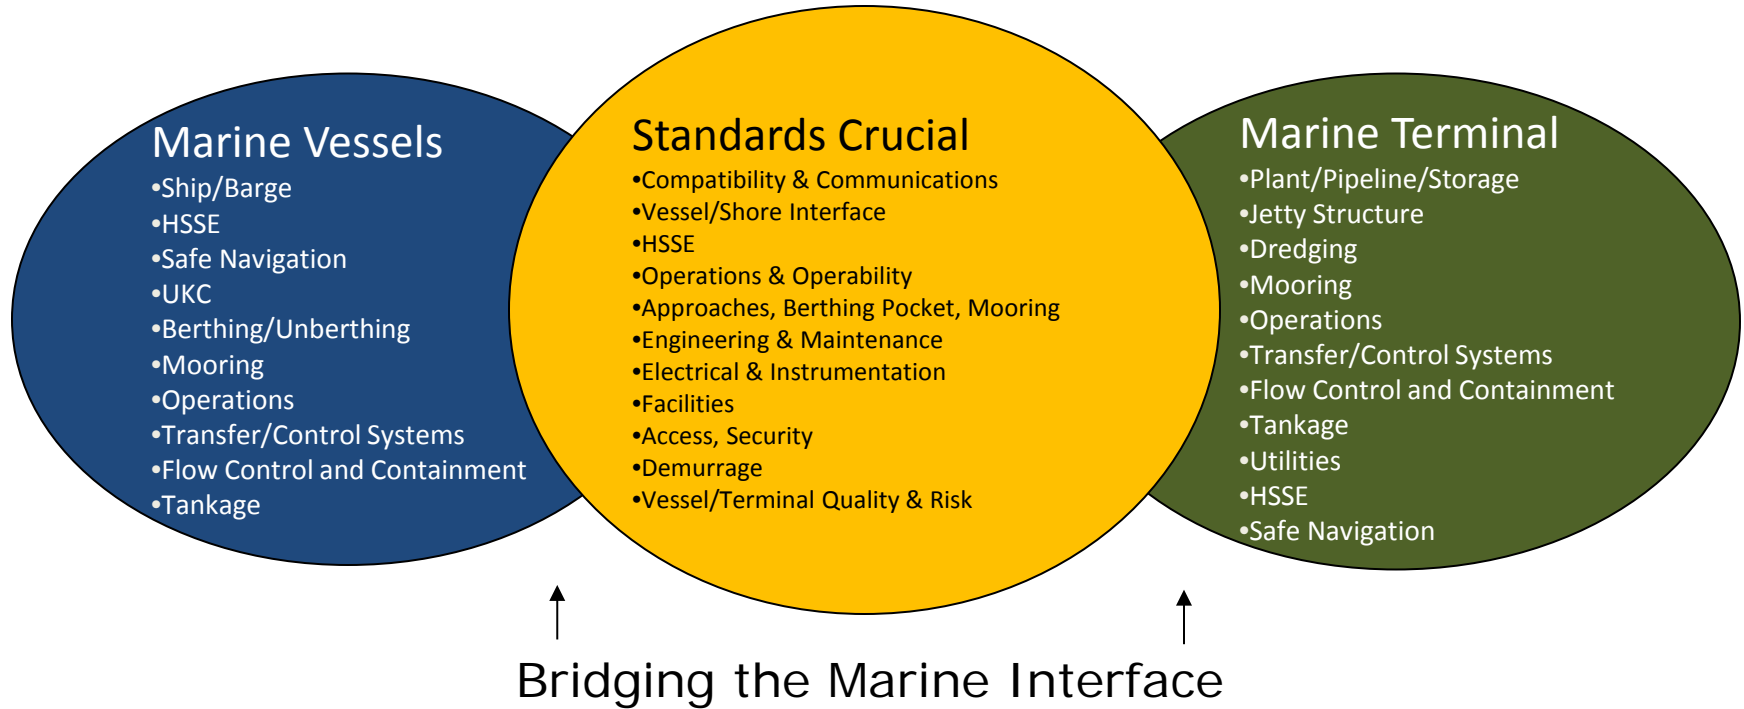 Marine Vessels
•Ship/Barge
•HSSE
•Safe Navigation
•UKC
•Berthing/Unberthing
•Mooring
•Operations
•Transfer/Control Systems
•Flow Control and Containment
•Tankage
Standards Crucial
•Compatibility & Communications
•Vessel/Shore Interface
•HSSE
•Operations & Operability
•Approaches, Berthing Pocket, Mooring
•Engineering & Maintenance
•Electrical & Instrumentation
•Facilities
•Access, Security
•Demurrage
•Vessel/Terminal Quality & Risk
Marine Terminal
•Plant/Pipeline/Storage
•Jetty Structure
•Dredging
•Mooring
•Operations
•Transfer/Control Systems
•Flow Control and Containment
•Tankage
•Utilities
•HSSE
•Safe Navigation
Bridging the Marine Interface